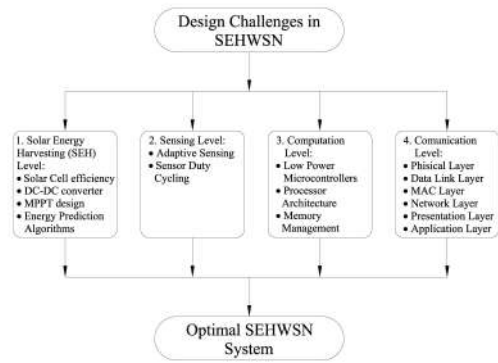 Design Challenges in
SEHWSN
1. Solar Energy
Harvesting (SEH)
Level:
• Solar Cell efficiency
• DC-DC converter
• MPPT design
• Energy Prediction
Algorithms
2. Sensing Level:
• Adaptive Sensing
• Sensor Duty
Cycling
3. Computation
Level:
• Low Power
Microcontrollers
• Processor
Architecture
• Memory
Management
4. Comunication
Level:
• Phisical Layer
• Data Link Layer
• MAC Layer
• Network Layer
• Presentation Layer
• Application Layer
Optimal SEHWSN
System